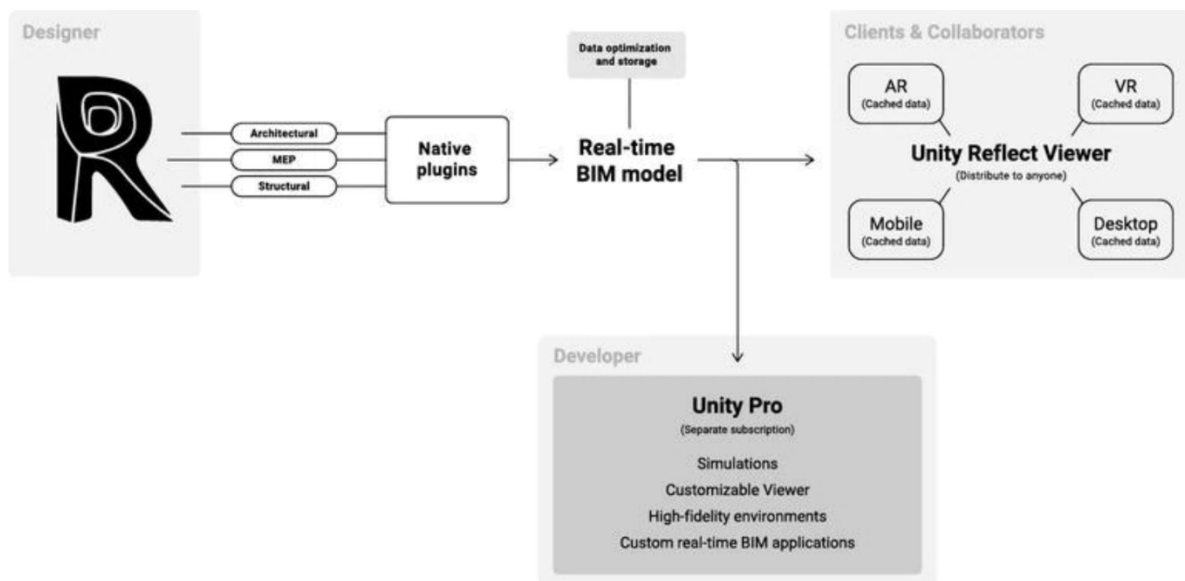 Designer
Architectural
MEP
Structural
Native
plugins
Data optimization
and storage
Real-time
BIM model
Clients & Collaborators
AR
(Cached data)
VR
(Cached data)
Unity Reflect Viewer
(Distribute to anyone)
Mobile
(Cached data)
Desktop
(Cached data)
Developer
Unity Pro
(Separate subscription)
Simulations
Customizable Viewer
High-fidelity environments
Custom real-time BIM applications